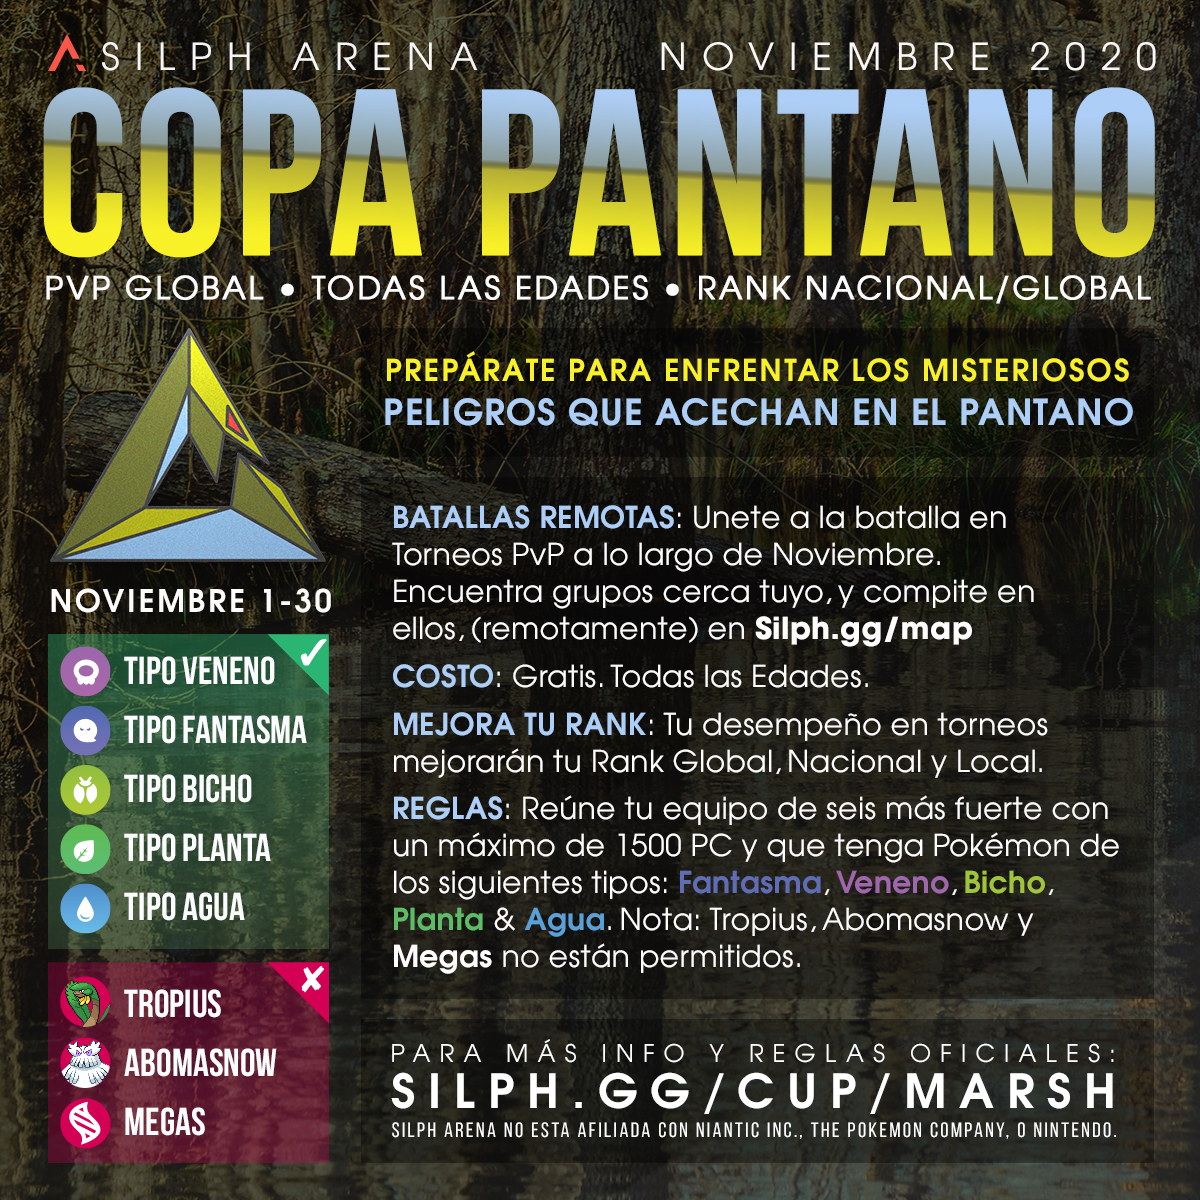 SILPH ARENA
NOVIEMBRE 2020
COPA PANTANO
PVP GLOBAL • TODAS LAS EDADES • RANK NACIONAL/GLOBAL
PREPÁRATE PARA ENFRENTAR LOS MISTERIOSOS
PELIGROS QUE ACECHAN EN EL PANTANO
NOVIEMBRE 1-30
TIPO VENENO
TIPO FANTASMA
TIPO BICHO
TIPO PLANTA
TIPO AGUA
TROPIUS
ABOMASNOW
MEGAS
BATALLAS REMOTAS: Unete a la batalla en
Torneos PvP a lo largo de Noviembre.
Encuentra grupos cerca tuyo, y compite en
ellos, (remotamente) en Silph.gg/map
COSTO: Gratis. Todas las Edades.
MEJORA TU RANK: Tu desempeño en torneos
mejorarán tu Rank Global, Nacional y Local.
REGLAS: Reúne tu equipo de seis más fuerte con
un máximo de 1500 PC y que tenga Pokémon de
los siguientes tipos: Fantasma, Veneno, Bicho,
Planta & Agua. Nota: Tropius, Abomasnow y
Megas no están permitidos.
PARA MÁS INFO Y REGLAS OFICIALES:
SILPH.GG/CUP/MARSH
SILPH ARENA NO ESTA AFILIADA CON NIANTIC INC., THE POKEMON COMPANY, O NINTENDO.